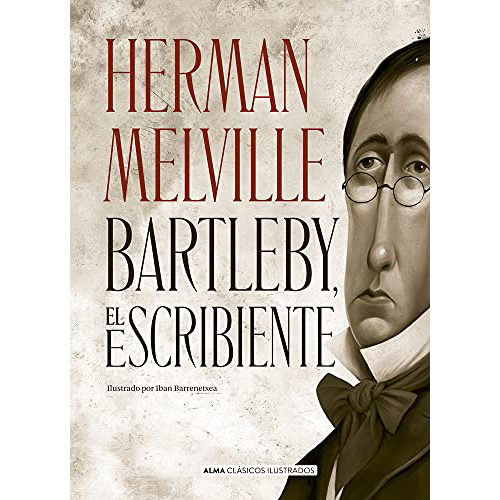 HERMAN
MELVILLE
BARTLEBY,
EL
ESCRIBIENTE
Ilustrado por Iban Barrenetxea
ALMA CLÁSICOS ILUSTRADOS